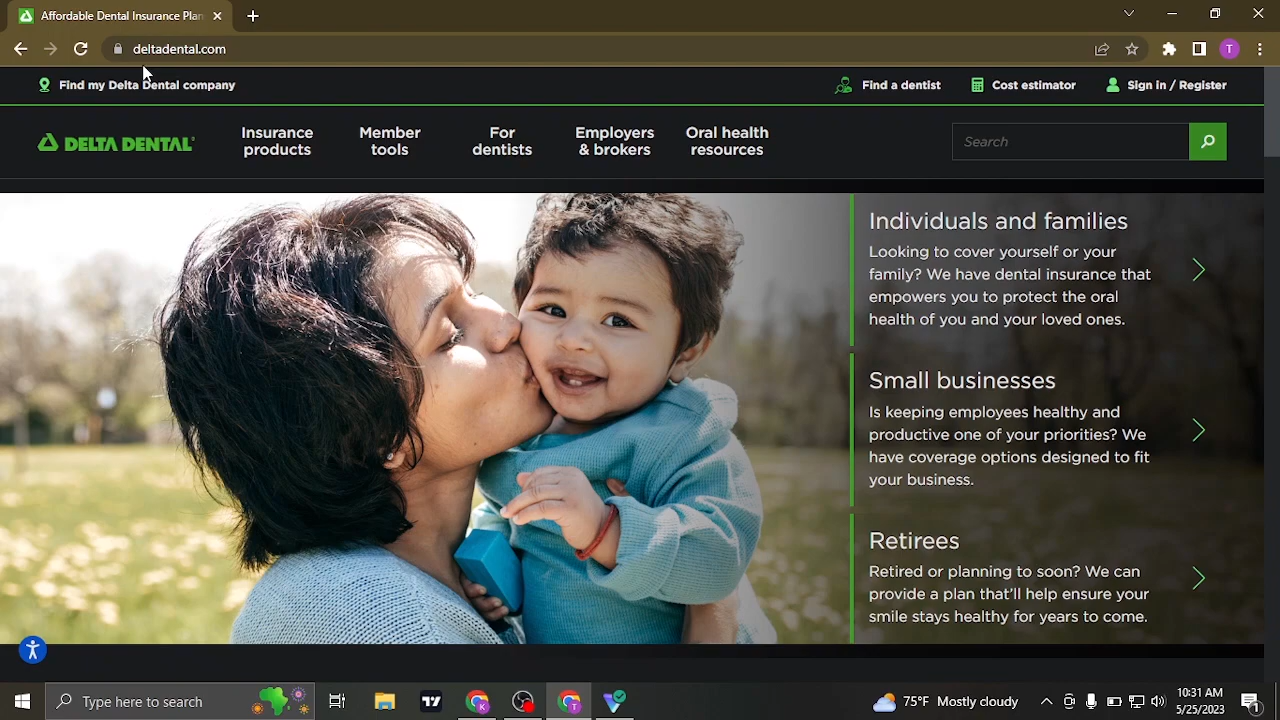 Affordable Dental Insurance Plan
deltadental.com
T
Find my Delta Dental company
Find a dentist
Cost estimator
Sign in / Register
DELTA DENTAL
Insurance
products
Member
tools
For
dentists
Employers
& brokers
Oral health
resources
Search
Individuals and families
Looking to cover yourself or your
family? We have dental insurance that
empowers you to protect the oral
health of you and your loved ones.
Small businesses
Is keeping employees healthy and
productive one of your priorities? We
have coverage options designed to fit
your business.
Retirees
Retired or planning to soon? We can
provide a plan that'll help ensure your
smile stays healthy for years to come.
Type here to search
K
T
75°F Mostly cloudy
10:31 AM
5/25/2023
1